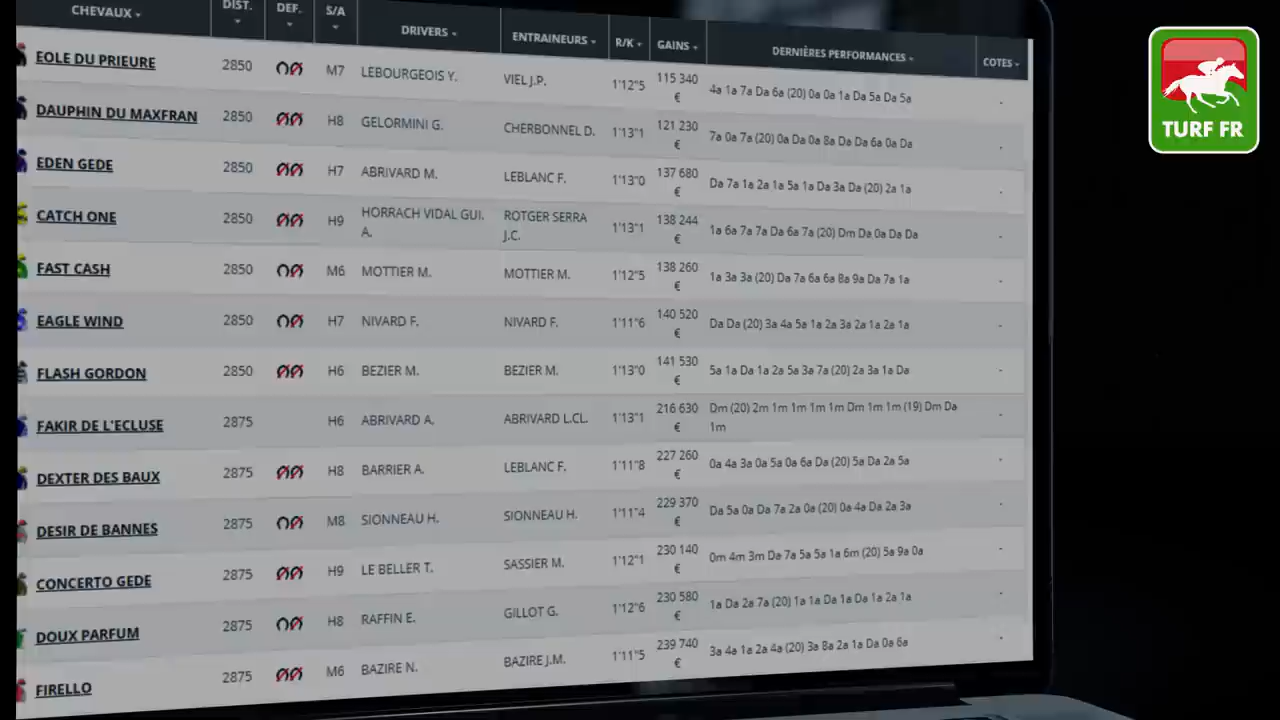 CHEVAUX DIST. DEF. S/A DRIVERS ENTRAINEURS R/K GAINS DERNIÈRES PERFORMANCES COTES
EOLE DU PRIEURE 2850 M7 LEBOURGEOIS Y. VIEL J.P. 1'12"5 115 340 € 4a 1a 7a Da 6a (20) 0a 0a 1a Da 5a Da 5a -
DAUPHIN DU MAXFRAN 2850 H8 GELORMINI G. CHERBONNEL D. 1'13"1 121 230 € 7a 0a 7a (20) 0a Da 0a 8a Da Da 6a 0a Da -
EDEN GEDE 2850 H7 ABRIVARD M. LEBLANC F. 1'13"0 137 680 € Da 7a 1a 2a 1a 5a 1a Da 3a Da (20) 2a 1a -
CATCH ONE 2850 H9 HORRACH VIDAL GUI. A. ROTGER SERRA J.C. 1'13"1 138 244 € 1a 6a 7a 7a Da 6a 7a (20) Dm Da 0a Da Da -
FAST CASH 2850 M6 MOTTIER M. MOTTIER M. 1'12"5 138 260 € 1a 3a 3a (20) Da 7a 6a 6a 8a 9a Da 7a 1a -
EAGLE WIND 2850 H7 NIVARD F. NIVARD F. 1'11"6 140 520 € Da Da (20) 3a 4a 5a 1a 2a 3a 2a 1a 2a 1a -
FLASH GORDON 2850 H6 BEZIER M. BEZIER M. 1'13"0 141 530 € 5a 1a Da 1a 2a 5a 3a 7a (20) 2a 3a 1a Da -
FAKIR DE L'ECLUSE 2875 H6 ABRIVARD A. ABRIVARD L.CL. 1'13"1 216 630 € Dm (20) 2m 1m 1m 1m 1m Dm 1m 1m (19) Dm Da 1m -
DEXTER DES BAUX 2875 H8 BARRIER A. LEBLANC F. 1'11"8 227 260 € 0a 4a 3a 0a 5a 0a 6a Da (20) 5a Da 2a 5a -
DESIR DE BANNES 2875 M8 SIONNEAU H. SIONNEAU H. 1'11"4 229 370 € Da 5a 0a Da 7a 2a 0a (20) 0a 4a Da 2a 3a -
CONCERTO GEDE 2875 H9 LE BELLER T. SASSIER M. 1'12"1 230 140 € 0m 4m 3m Da 7a 5a 5a 1a 6m (20) 5a 9a 0a -
DOUX PARFUM 2875 H8 RAFFIN E. GILLOT G. 1'12"6 230 580 € 1a Da 2a 7a (20) 1a 1a Da 1a Da 1a 2a 1a -
FIRELLO 2875 M6 BAZIRE N. BAZIRE J.M. 1'11"5 239 740 € 3a 4a 1a 2a 4a (20) 3a 8a 2a 1a Da 0a 6a -
TURF FR